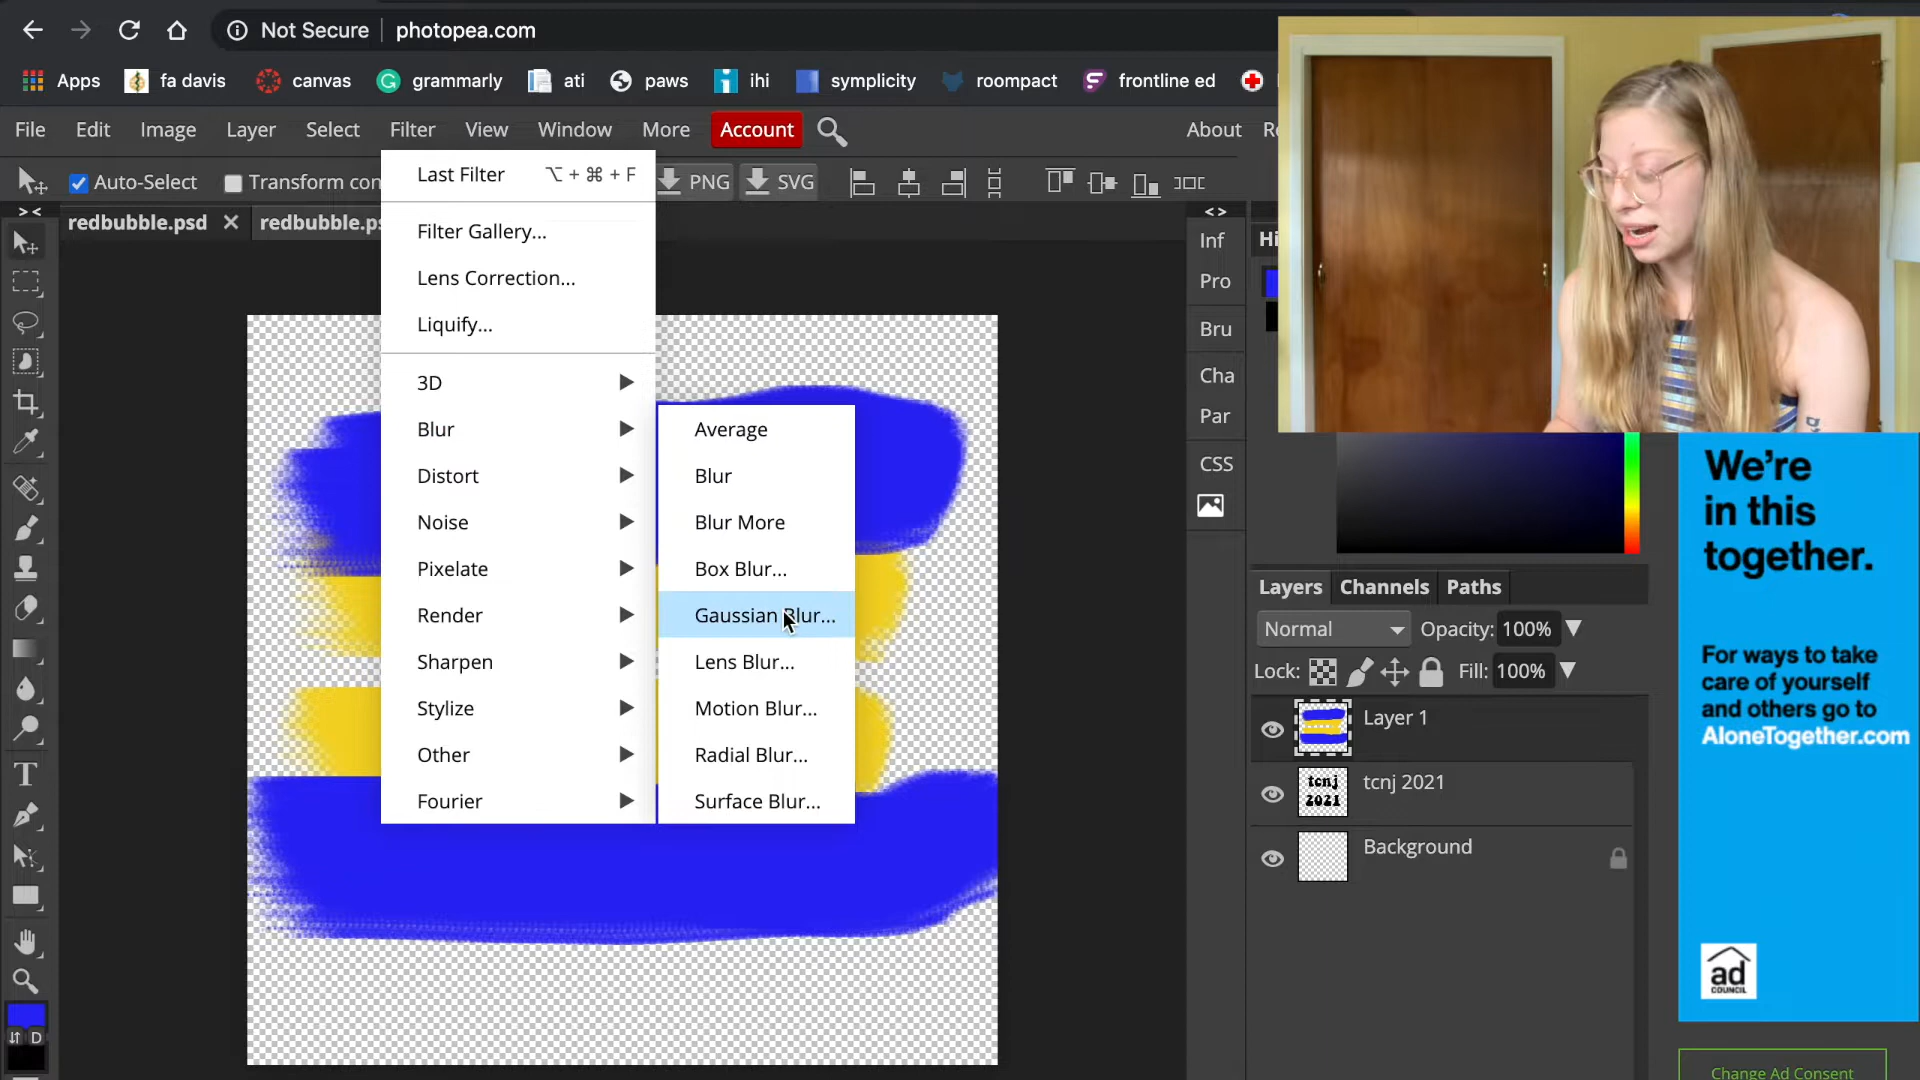 Not Secure photopea.com
Apps fa davis canvas grammarly ati paws ihi symplicity roompact frontline ed
File Edit Image Layer Select Filter View Window More Account About
Auto-Select Transform con PNG SVG
redbubble.psd redbubble.ps
Last Filter ⌥ + ⌘ + F
Filter Gallery...
Lens Correction...
Liquify...
3D
Blur
Distort
Noise
Pixelate
Render
Sharpen
Stylize
Other
Fourier
Average
Blur
Blur More
Box Blur...
Gaussian Blur...
Lens Blur...
Motion Blur...
Radial Blur...
Surface Blur...
Inf
Pro
Bru
Cha
Par
CSS
Hi
Layers Channels Paths
Normal Opacity: 100%
Lock: Fill: 100%
Layer 1
tcnj
2021
tcnj 2021
Background
D
We're
in this
together.
For ways to take
care of yourself
and others go to
AloneTogether.com
ad
COUNCIL
Change Ad Consent